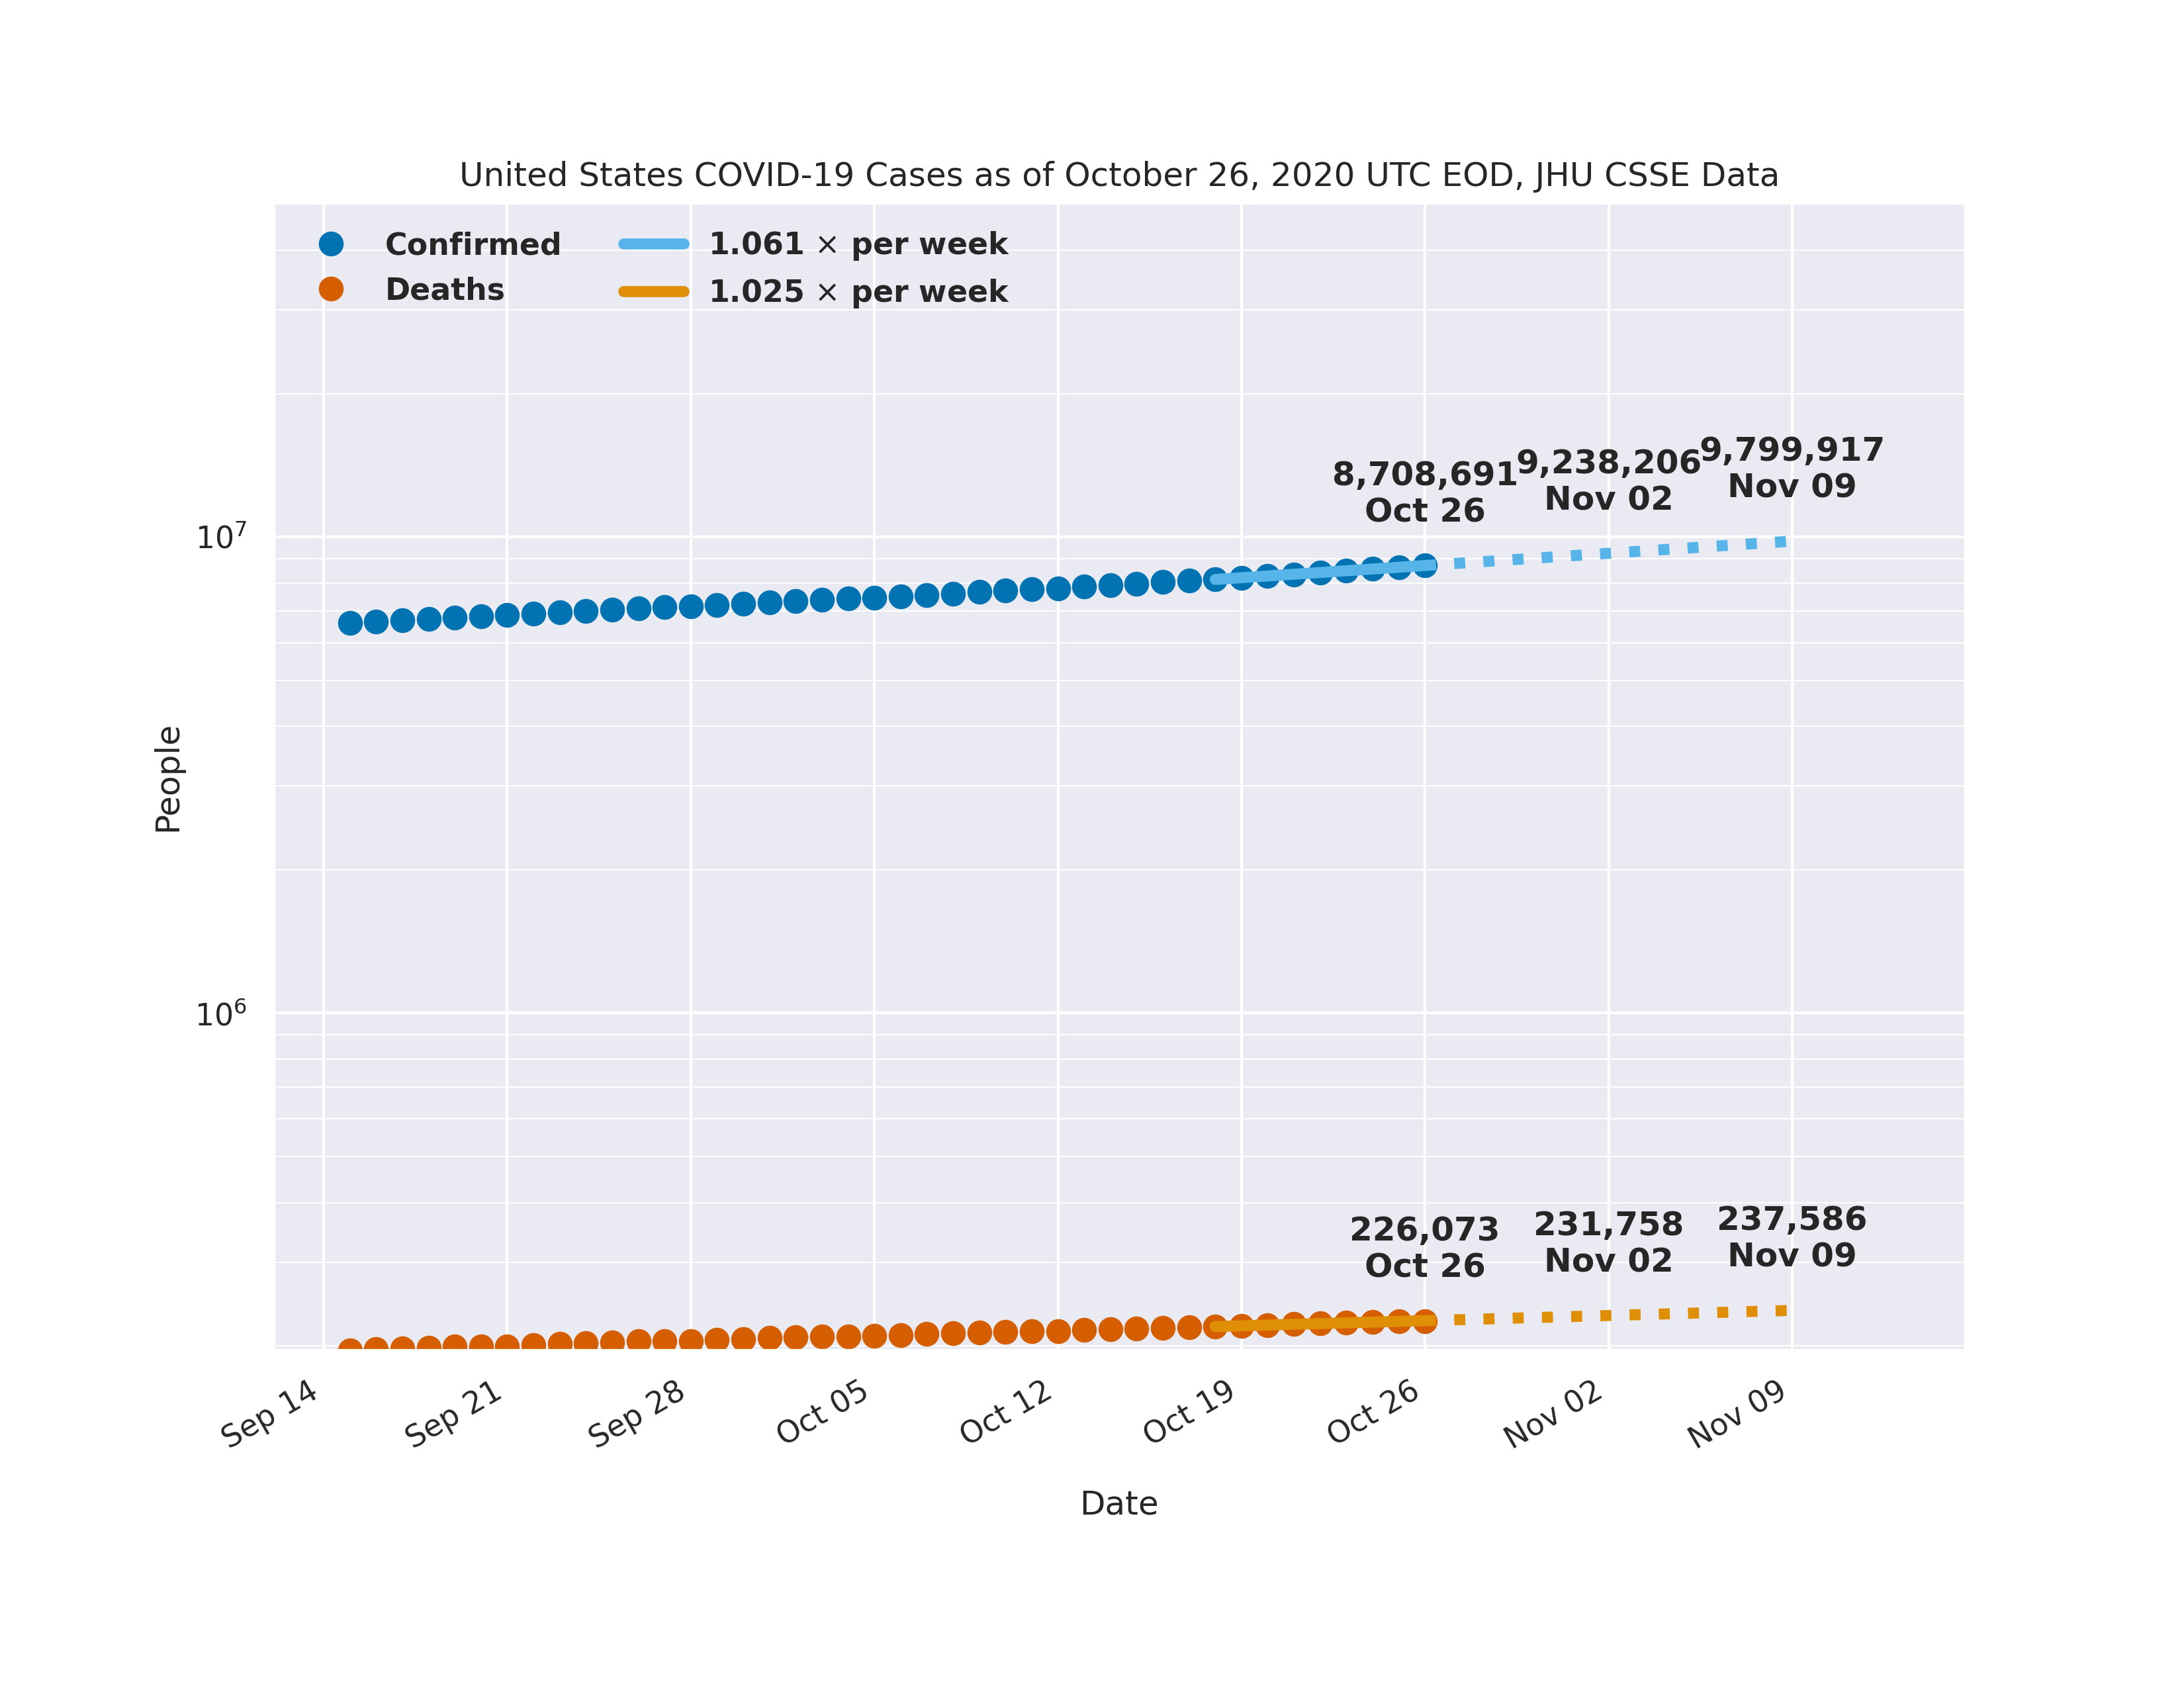 United States COVID-19 Cases as of October 26, 2020 UTC EOD, JHU CSSE Data
Confirmed
Deaths
1.061 × per week
1.025 × per week
8,708,691
Oct 26
9,238,206
Nov 02
9,799,917
Nov 09
10⁷
People
10⁶
226,073
Oct 26
231,758
Nov 02
237,586
Nov 09
Sep 14
Sep 21
Sep 28
Oct 05
Oct 12
Oct 19
Oct 26
Nov 02
Nov 09
Date